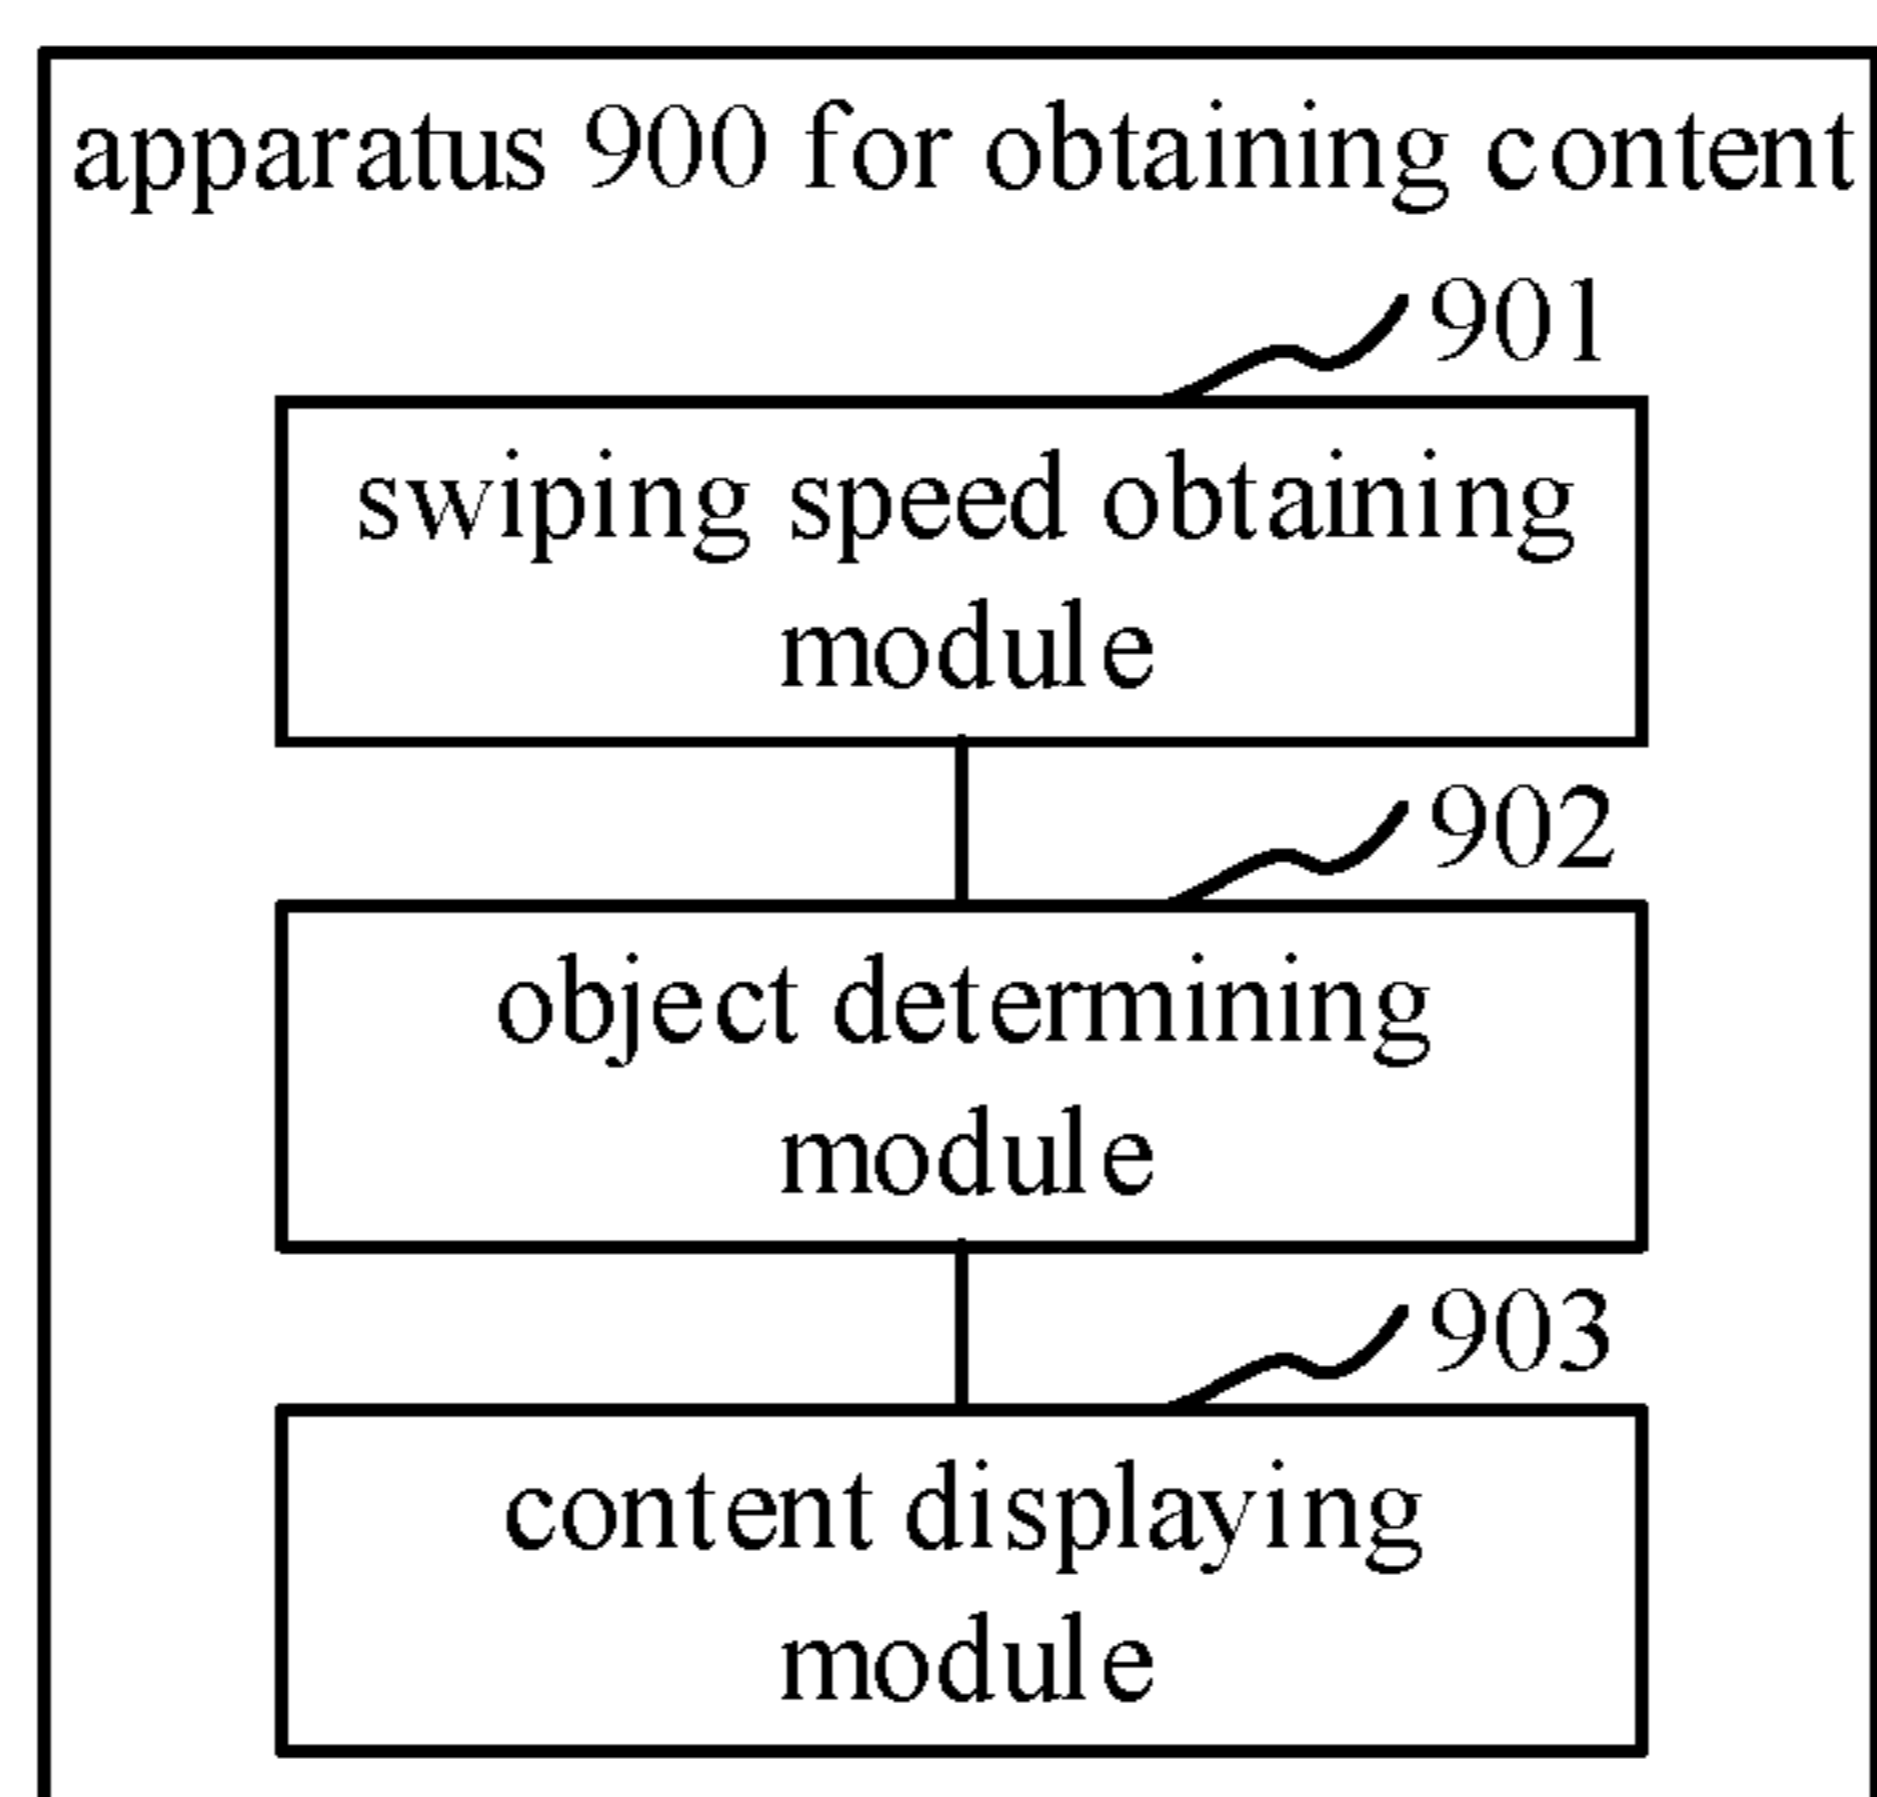 apparatus 900 for obtaining content
901
swiping speed obtaining
module
902
object determining
module
903
content displaying
module